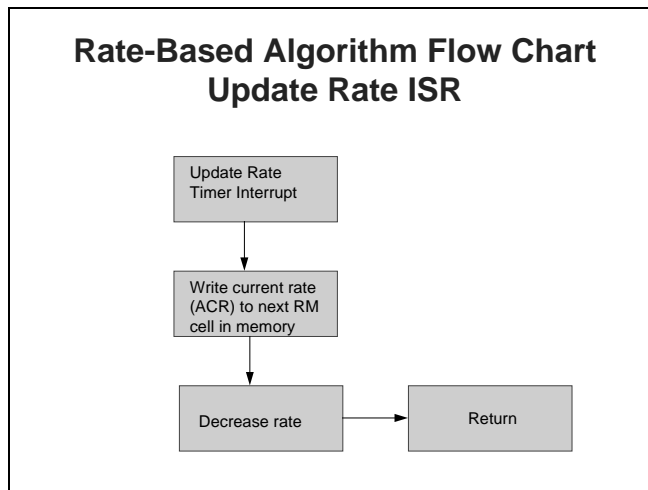 Rate-Based Algorithm Flow Chart
Update Rate ISR
Update Rate
Timer Interrupt
Write current rate
(ACR) to next RM
cell in memory
Decrease rate
Return